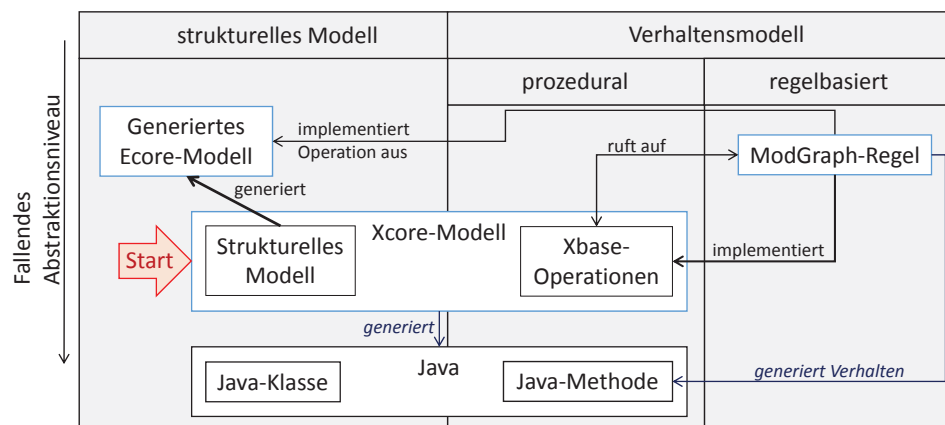 strukturelles Modell
Verhaltensmodell
prozedural
regelbasiert
Fallendes
Abstraktionsniveau
Generiertes
Ecore-Modell
implementiert
Operation aus
ruft auf
ModGraph-Regel
generiert
Xcore-Modell
Start
Strukturelles
Modell
Xbase-
Operationen
implementiert
generiert
Java
Java-Klasse
Java-Methode
generiert Verhalten